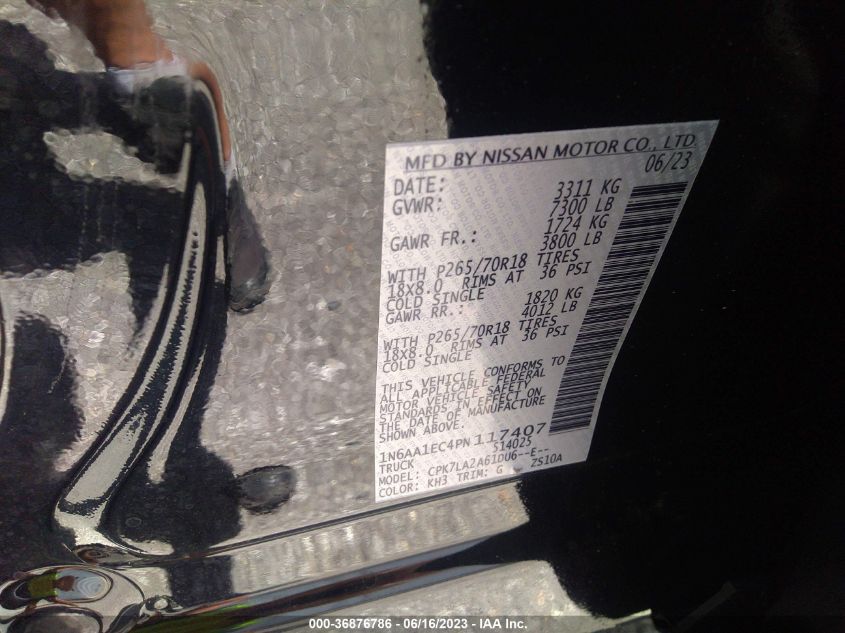 MFD BY NISSAN MOTOR CO., LTD
DATE: 06/23
GVWR: 3311 KG
7300 LB
GAWR FR.: 1724 KG
3800 LB
WITH P265/70R18 TIRES
18X8.0 RIMS AT 36 PSI
COLD SINGLE
GAWR RR.: 1820 KG
4012 LB
WITH P265/70R18 TIRES
18X8.0 RIMS AT 36 PSI
COLD SINGLE
THIS VEHICLE CONFORMS TO
ALL APPLICABLE FEDERAL
MOTOR VEHICLE SAFETY
STANDARDS IN EFFECT ON
THE DATE OF MANUFACTURE
SHOWN ABOVE.
1N6AA1EC4PN117407
TRUCK 514025
MODEL: CPK7LA2A61DU6--E--
COLOR: KH3 TRIM: G ZS10A
000-36876786 - 06/16/2023 - IAA Inc.